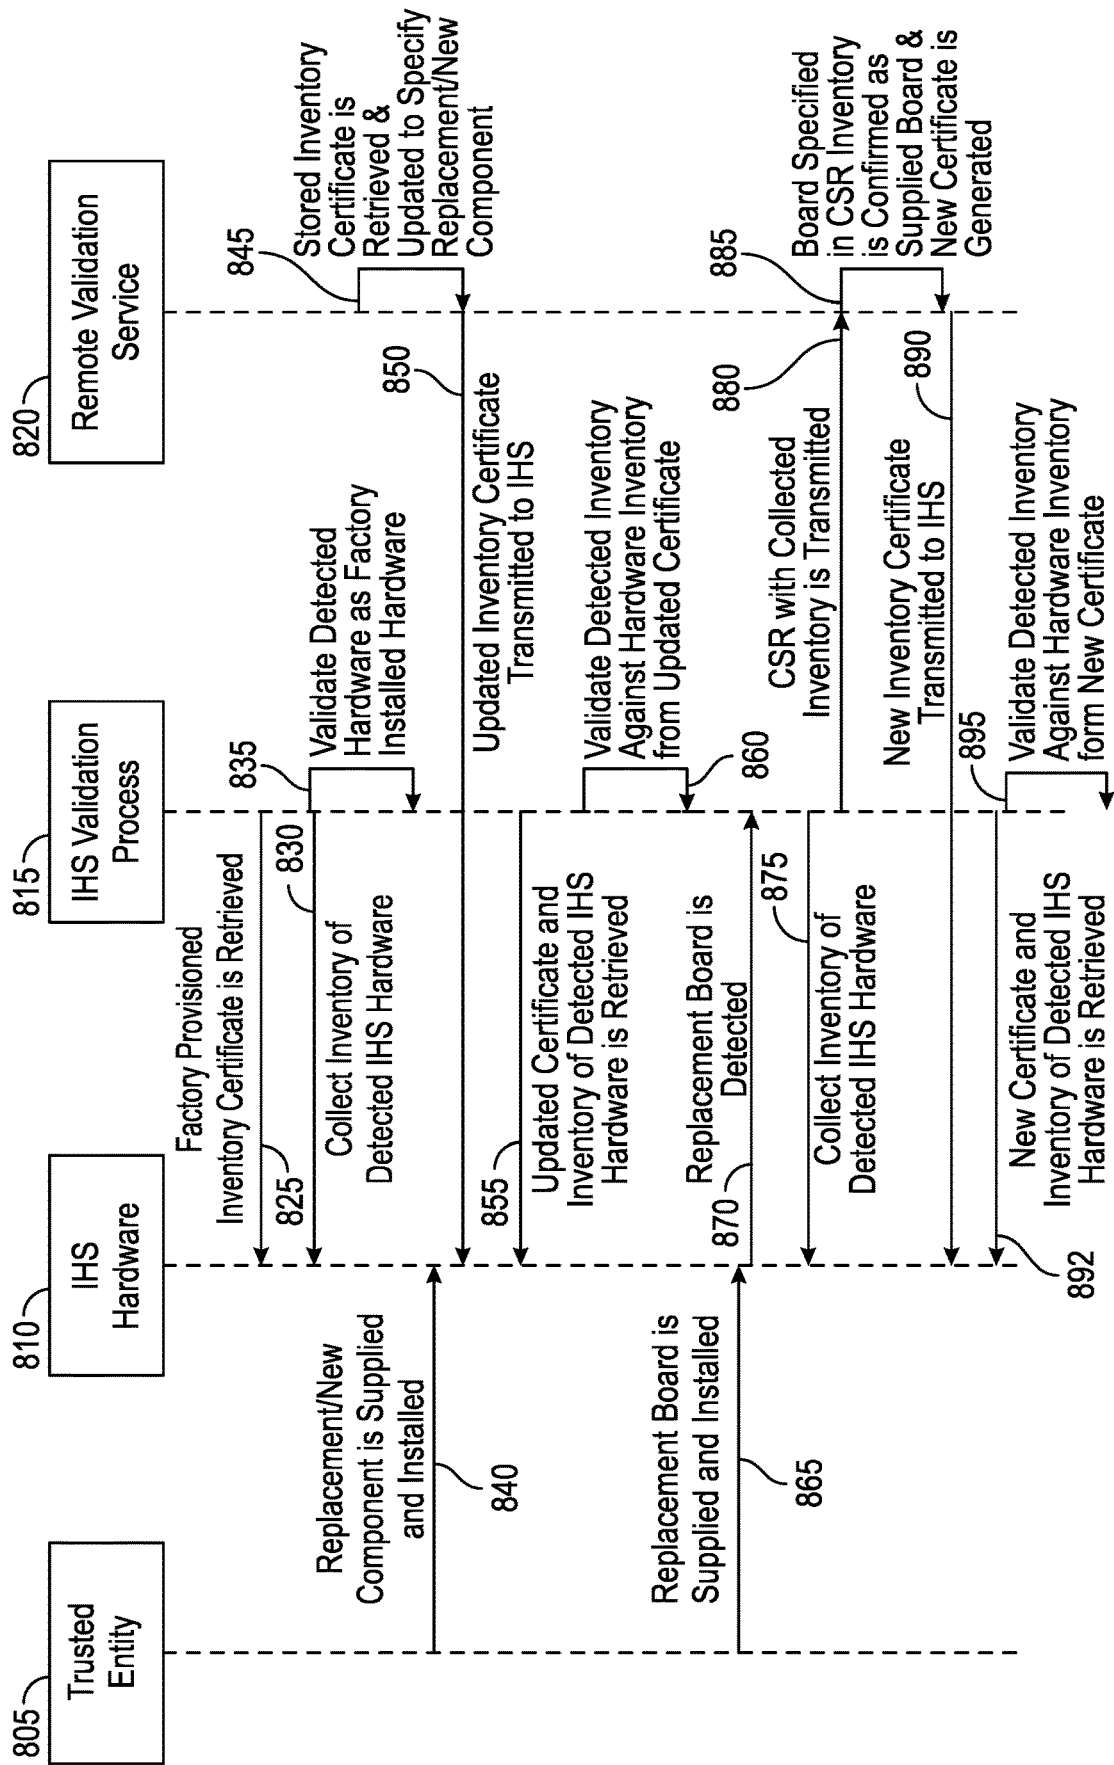 805
Trusted
Entity
810
IHS
Hardware
815
IHS Validation
Process
820
Remote Validation
Service
Factory Provisioned
Inventory Certificate is Retrieved
825
830
Collect Inventory of
Detected IHS Hardware
835
Validate Detected
Hardware as Factory
Installed Hardware
Replacement/New
Component is Supplied
and Installed
840
845
Stored Inventory
Certificate is
Retrieved &
Updated to Specify
Replacement/New
Component
850
Updated Inventory Certificate
Transmitted to IHS
855
Updated Certificate and
Inventory of Detected IHS
Hardware is Retrieved
Validate Detected Inventory
Against Hardware Inventory
from Updated Certificate
860
Replacement Board is
Supplied and Installed
865
Replacement Board is
Detected
870
875
Collect Inventory of
Detected IHS Hardware
CSR with Collected
Inventory is Transmitted
880
885
Board Specified
in CSR Inventory
is Confirmed as
Supplied Board &
New Certificate is
Generated
890
New Inventory Certificate
Transmitted to IHS
892
New Certificate and
Inventory of Detected IHS
Hardware is Retrieved
895
Validate Detected Inventory
Against Hardware Inventory
form New Certificate